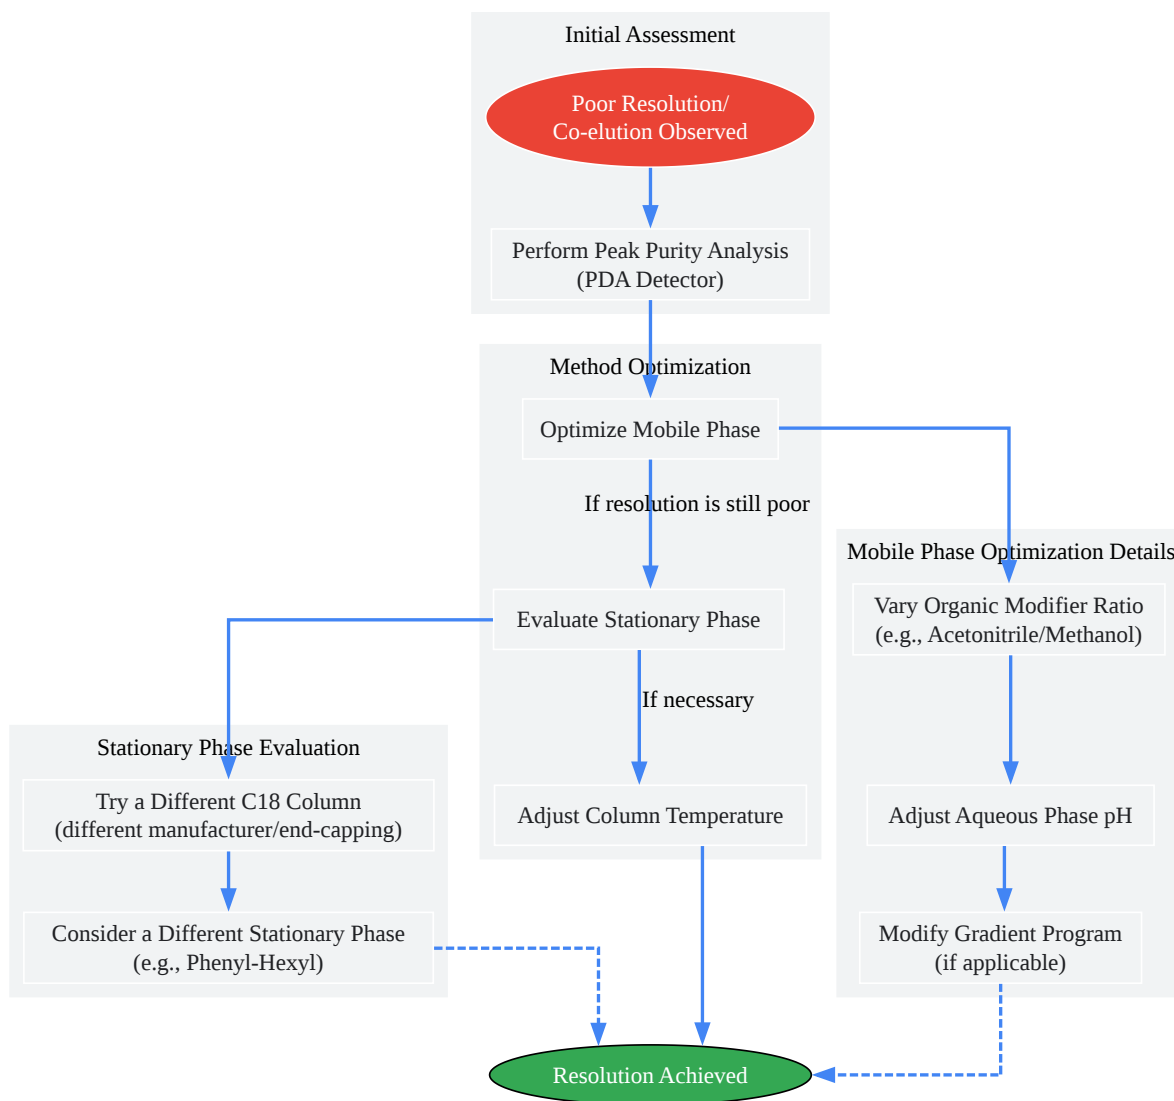 Initial Assessment
Poor Resolution/
Co-elution Observed
Perform Peak Purity Analysis
(PDA Detector)
Method Optimization
Optimize Mobile Phase
If resolution is still poor
Evaluate Stationary Phase
If necessary
Adjust Column Temperature
Mobile Phase Optimization Details
Vary Organic Modifier Ratio
(e.g., Acetonitrile/Methanol)
Adjust Aqueous Phase pH
Modify Gradient Program
(if applicable)
Stationary Phase Evaluation
Try a Different C18 Column
(different manufacturer/end-capping)
Consider a Different Stationary Phase
(e.g., Phenyl-Hexyl)
Resolution Achieved